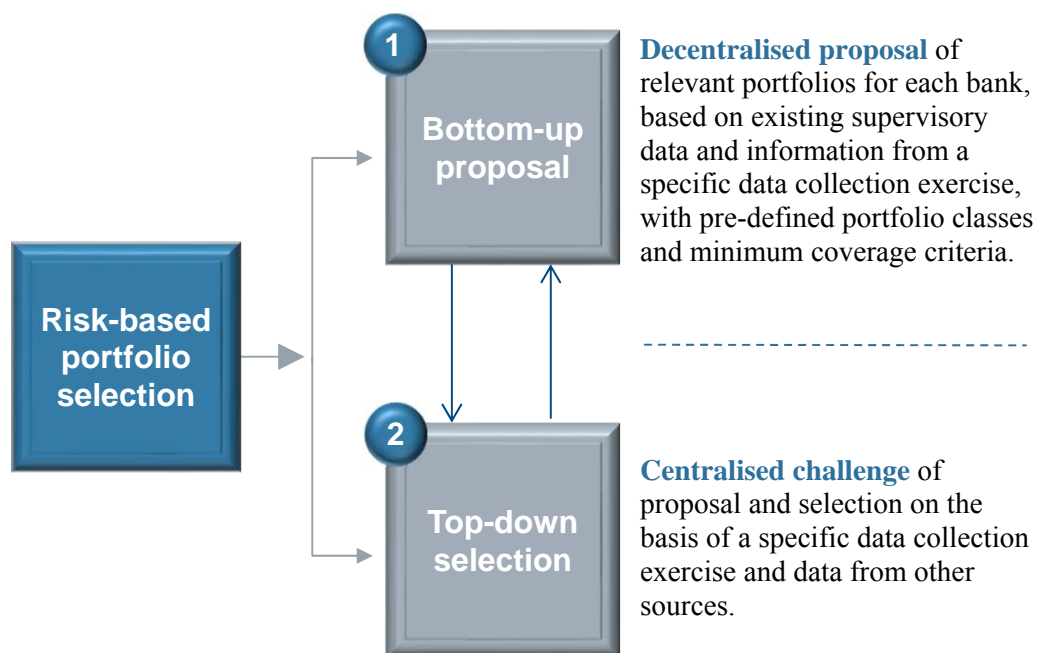 Risk-based
portfolio
selection
1
Bottom-up
proposal
Decentralised proposal of
relevant portfolios for each bank,
based on existing supervisory
data and information from a
specific data collection exercise,
with pre-defined portfolio classes
and minimum coverage criteria.
2
Top-down
selection
Centralised challenge of
proposal and selection on the
basis of a specific data collection
exercise and data from other
sources.